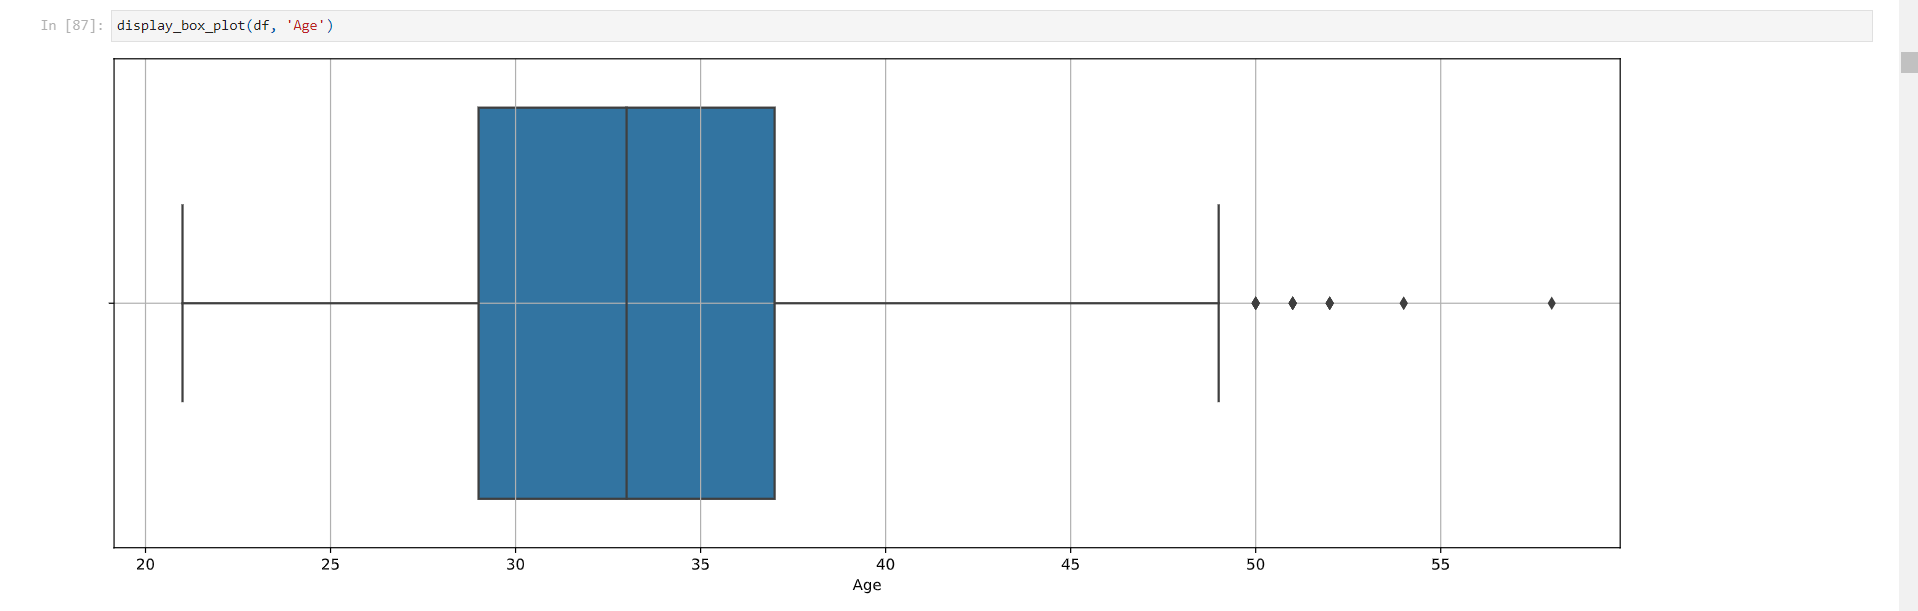 In [87]: display_box_plot(df, 'Age')
20 25 30 35 40 45 50 55
Age